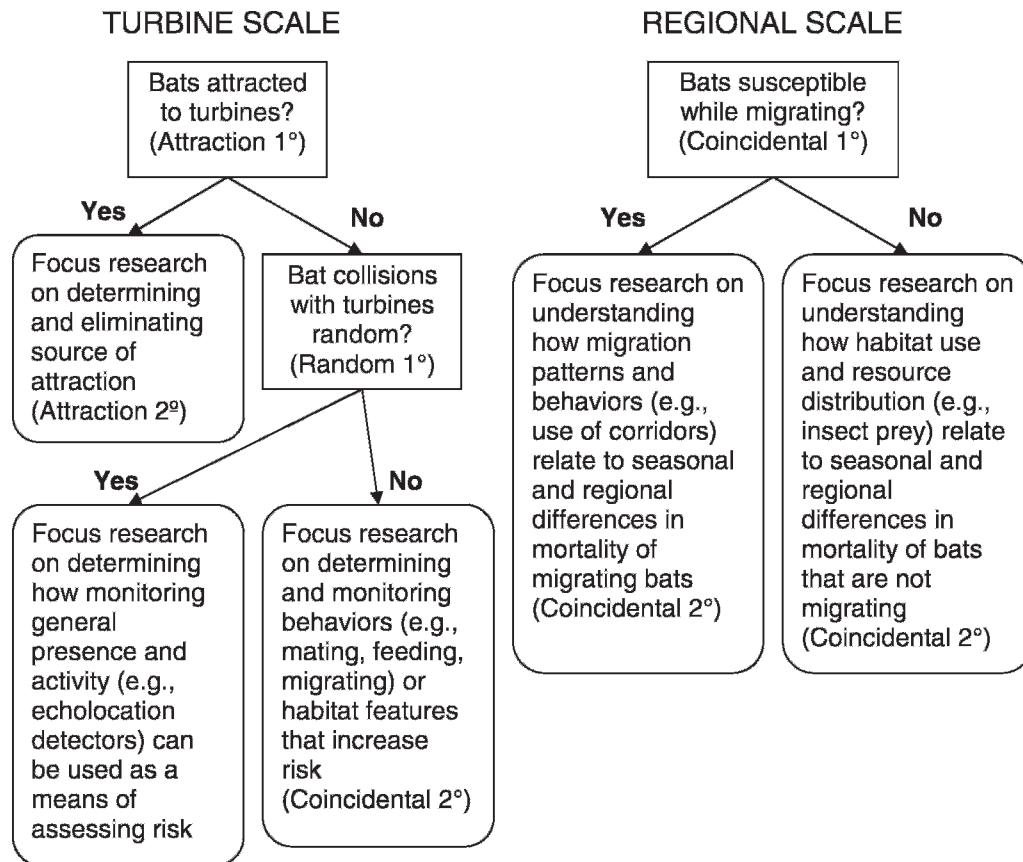 TURBINE SCALE
Bats attracted
to turbines?
(Attraction 1°)
Yes
No
Focus research
on determining
and eliminating
source of
attraction
(Attraction 2º)
Bat collisions
with turbines
random?
(Random 1°)
Yes
No
Focus research
on determining
how monitoring
general
presence and
activity (e.g.,
echolocation
detectors) can
be used as a
means of
assessing risk
Focus research
on determining
and monitoring
behaviors (e.g.,
mating, feeding,
migrating) or
habitat features
that increase
risk
(Coincidental 2°)
REGIONAL SCALE
Bats susceptible
while migrating?
(Coincidental 1°)
Yes
No
Focus research on
understanding
how migration
patterns and
behaviors (e.g.,
use of corridors)
relate to seasonal
and regional
differences in
mortality of
migrating bats
(Coincidental 2°)
Focus research on
understanding
how habitat use
and resource
distribution (e.g.,
insect prey) relate
to seasonal and
regional
differences in
mortality of bats
that are not
migrating
(Coincidental 2°)